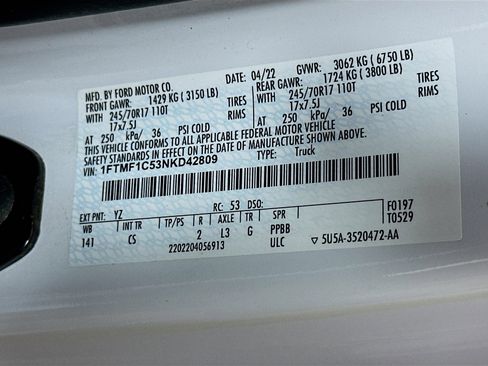 MFD. BY FORD MOTOR CO.
DATE: 04/22 GVWR: 3062 KG (6750 LB)
FRONT GAWR: 1429 KG (3150 LB) REAR GAWR: 1724 KG (3800 LB)
WITH 245/70R17 110T TIRES WITH 245/70R17 110T TIRES
17x7.5J RIMS 17x7.5J RIMS
AT 250 kPa/ 36 PSI COLD AT 250 kPa/ 36 PSI COLD
THIS VEHICLE CONFORMS TO ALL APPLICABLE FEDERAL MOTOR VEHICLE
SAFETY STANDARDS IN EFFECT ON THE DATE OF MANUFACTURE SHOWN ABOVE.
VIN: 1FTMF1C53NKD42809 TYPE: Truck
EXT PNT: YZ RC: 53 DSO: F0197
WB INT TR TP/PS R AXLE TR SPR T0529
141 CS 2 L3 G PPBB
2202204056913 ULC ▽ 5U5A-3520472-AA